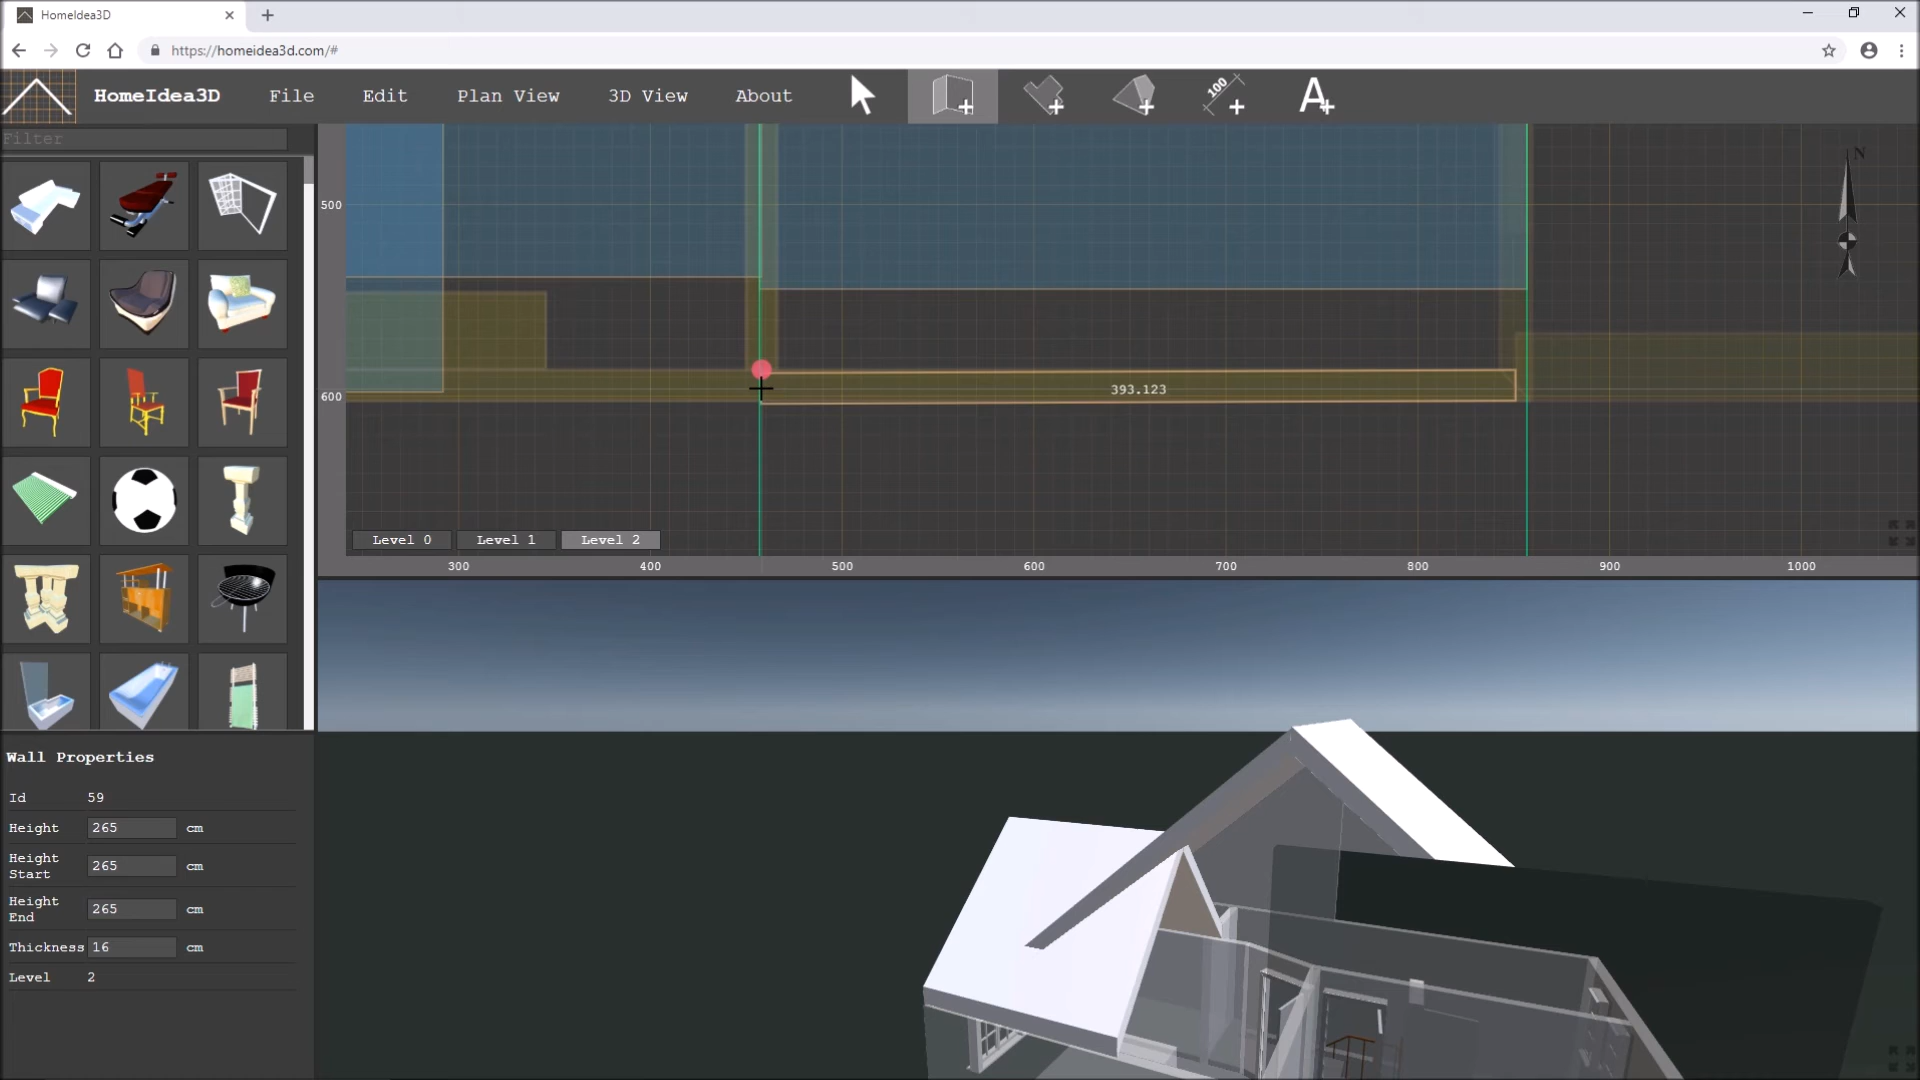 HomeIdea3D
https://homeidea3d.com/#
HomeIdea3D File Edit Plan View 3D View About
100
A
Filter
N
500
600
393.123
Level 0 Level 1 Level 2
300 400 500 600 700 800 900 1000
Wall Properties
Id 59
Height 265 cm
Height Start 265 cm
Height End 265 cm
Thickness 16 cm
Level 2